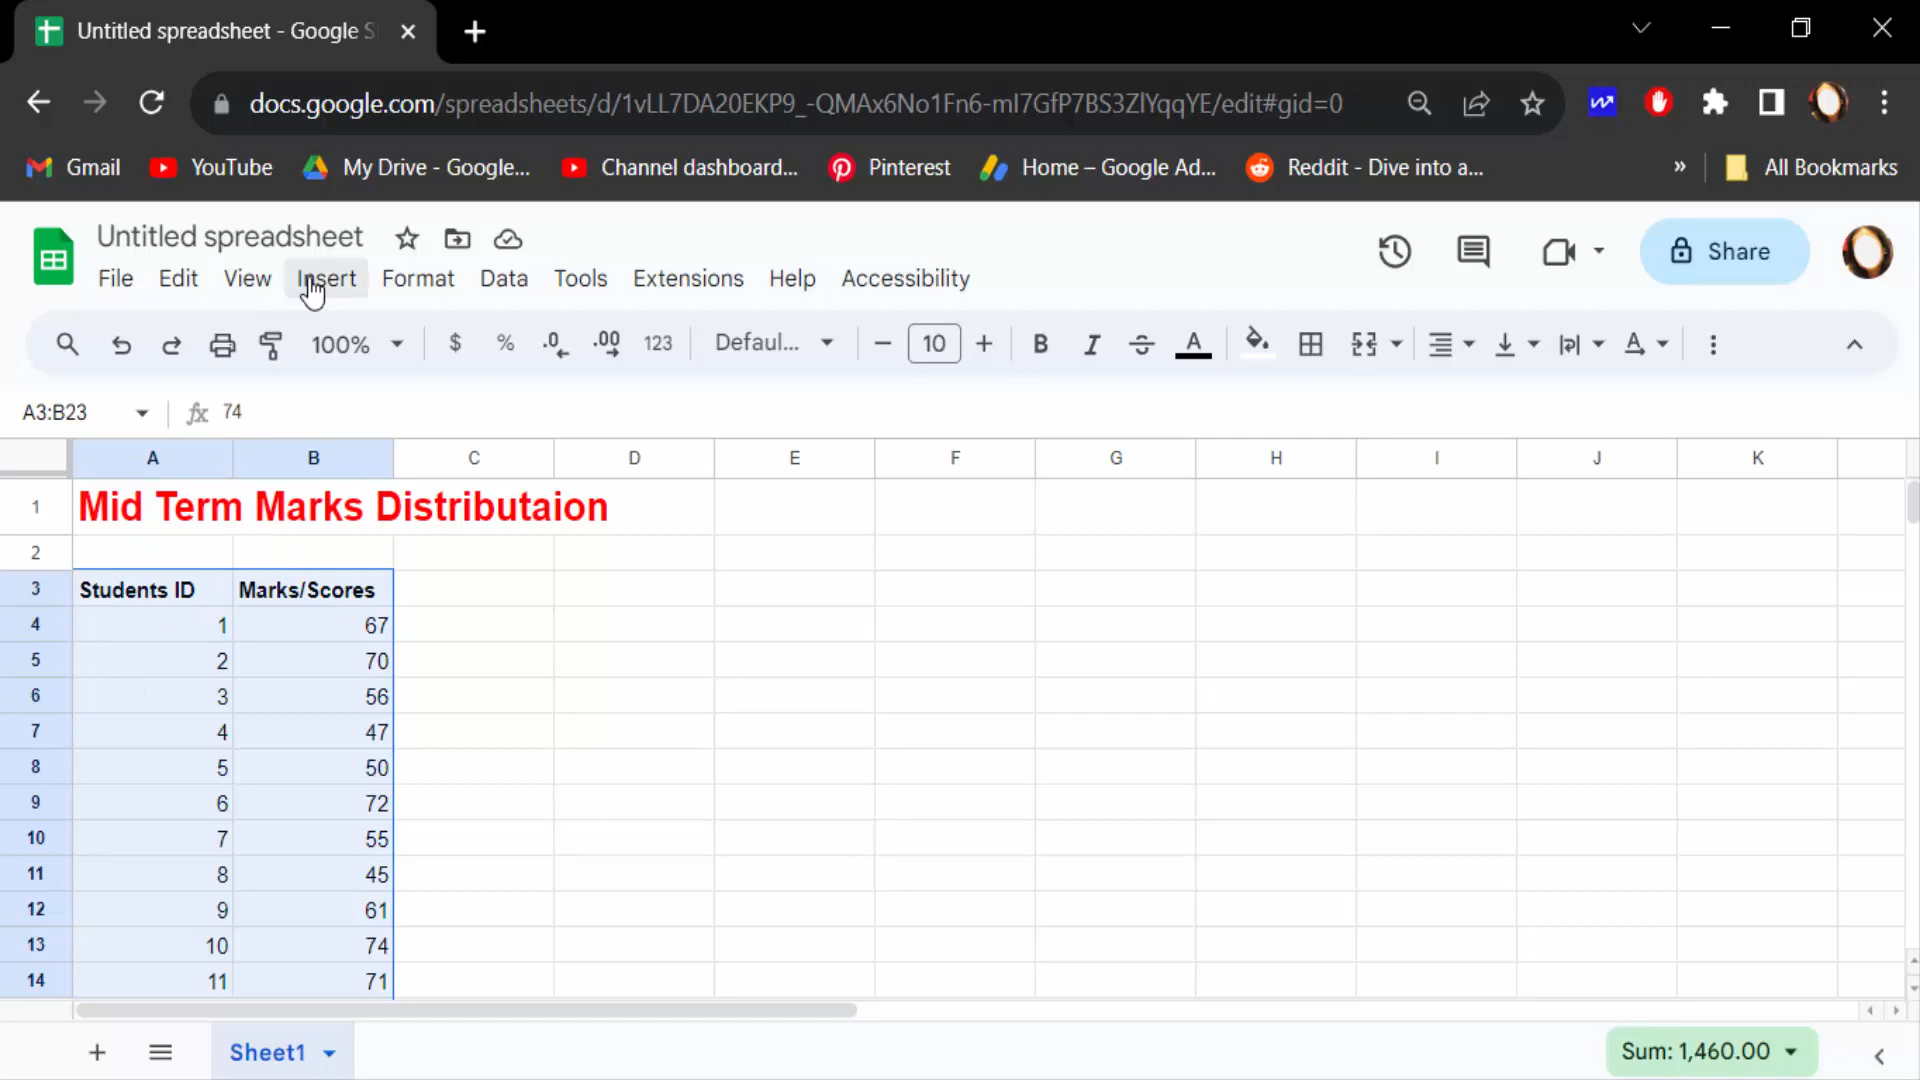 Untitled spreadsheet - Google S
docs.google.com/spreadsheets/d/1vLL7DA20EKP9_-QMAx6No1Fn6-mI7GfP7BS3ZlYqqYE/edit#gid=0
Gmail YouTube My Drive - Google... Channel dashboard... Pinterest Home – Google Ad... Reddit - Dive into a... » All Bookmarks
Untitled spreadsheet
File Edit View Insert Format Data Tools Extensions Help Accessibility
Share
100% $ % .0 .00 123 Defaul... − 10 + B I S A
A3:B23 fx 74
A B C D E F G H I J K
1 Mid Term Marks Distributaion
2
3 Students ID Marks/Scores
4 1 67
5 2 70
6 3 56
7 4 47
8 5 50
9 6 72
10 7 55
11 8 45
12 9 61
13 10 74
14 11 71
Sheet1 Sum: 1,460.00